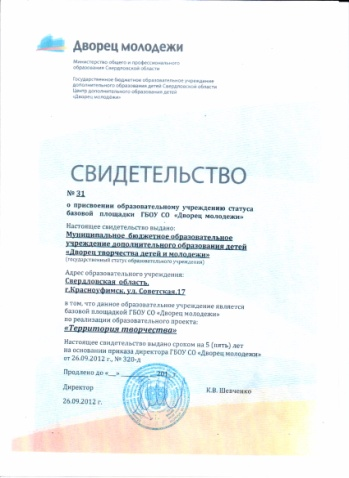 Дворец молодежи
Министерство общего и профессионального
образования Свердловской области
Государственное бюджетное образовательное учреждение
дополнительного образования детей Свердловской области
Центр дополнительного образования детей
«Дворец молодёжи»
СВИДЕТЕЛЬСТВО
№ 31
о присвоении образовательному учреждению статуса
базовой площадки ГБОУ СО «Дворец молодежи»
Настоящее свидетельство выдано:
Муниципальное бюджетное образовательное
учреждение дополнительного образования детей
«Дворец творчества детей и молодежи»
(государственный статус образовательного учреждения)
Адрес образовательного учреждения:
Свердловская область,
г.Красноуфимск, ул. Советская,17
в том, что данное образовательное учреждение является
базовой площадкой ГБОУ СО «Дворец молодежи»
по реализации образовательного проекта:
«Территория творчества»
Настоящее свидетельство выдано сроком на 5 (пять) лет
на основании приказа директора ГБОУ СО «Дворец молодежи»
от 26.09.2012 г., № 320-д
Продлено до «__» ________ 201_
Директор К.В. Шевченко
26.09.2012 г.